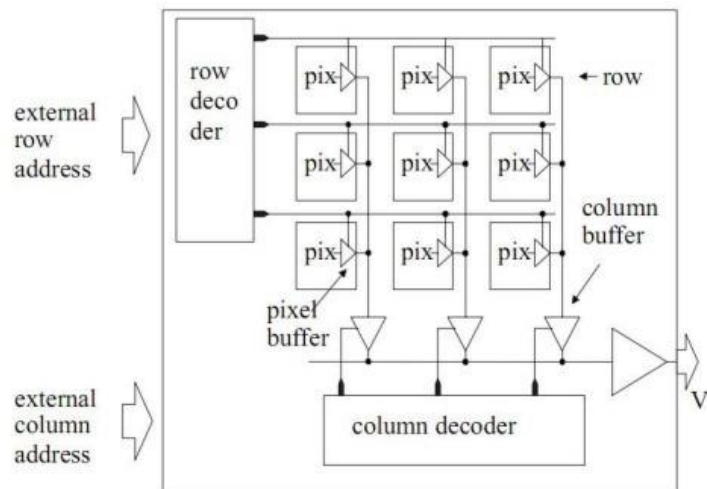 row
deco
der
pix
pix
pix
row
external
row
address
pix
pix
pix
column
buffer
pix
pix
pix
pixel
buffer
V
external
column
address
column decoder